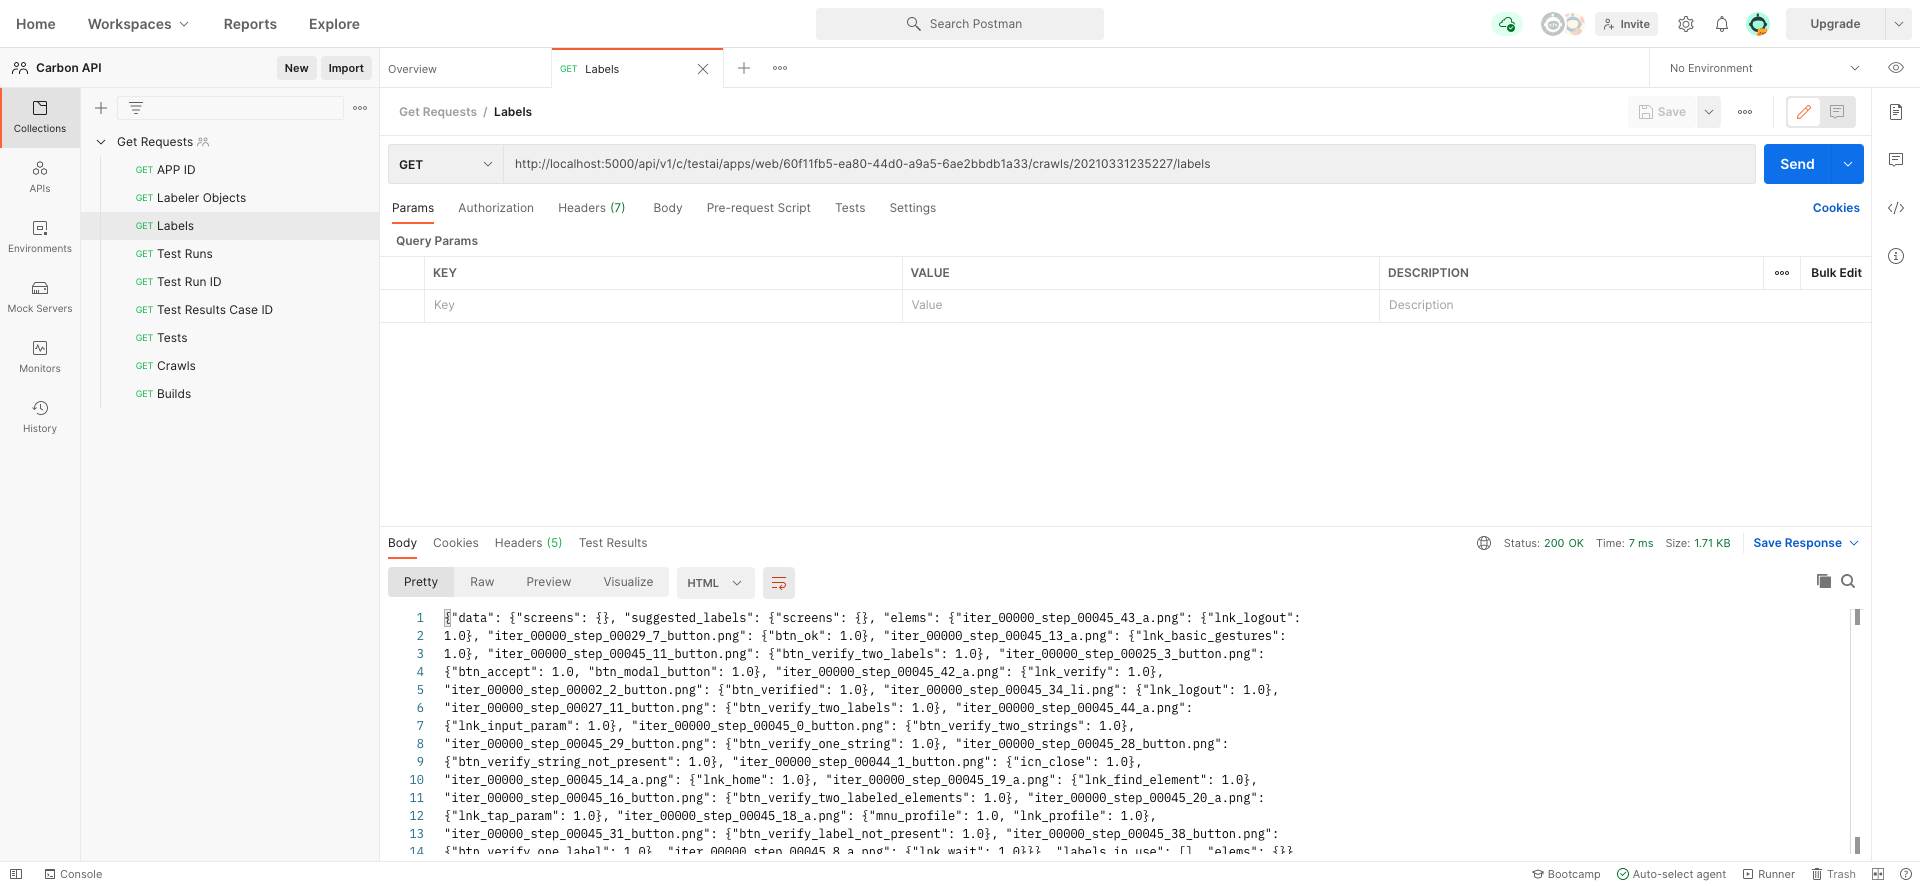 Home Workspaces Reports Explore Search Postman Invite Upgrade
Carbon API New Import Overview GET Labels No Environment
Get Requests / Labels Save
Collections
APIs
Environments
Mock Servers
Monitors
History
Get Requests
GET APP ID
GET Labeler Objects
GET Labels
GET Test Runs
GET Test Run ID
GET Test Results Case ID
GET Tests
GET Crawls
GET Builds
GET http://localhost:5000/api/v1/c/testai/apps/web/60f11fb5-ea80-44d0-a9a5-6ae2bbdb1a33/crawls/20210331235227/labels Send
Params Authorization Headers (7) Body Pre-request Script Tests Settings Cookies
Query Params
KEY VALUE DESCRIPTION Bulk Edit
Key Value Description
Body Cookies Headers (5) Test Results Status: 200 OK Time: 7 ms Size: 1.71 KB Save Response
Pretty Raw Preview Visualize HTML
1 {"data": {"screens": {}, "suggested_labels": {"screens": {}, "elems": {"iter_00000_step_00045_43_a.png": {"lnk_logout":
2 1.0}, "iter_00000_step_00029_7_button.png": {"btn_ok": 1.0}, "iter_00000_step_00045_13_a.png": {"lnk_basic_gestures":
3 1.0}, "iter_00000_step_00045_11_button.png": {"btn_verify_two_labels": 1.0}, "iter_00000_step_00025_3_button.png":
4 {"btn_accept": 1.0, "btn_modal_button": 1.0}, "iter_00000_step_00045_42_a.png": {"lnk_verify": 1.0},
5 "iter_00000_step_00002_2_button.png": {"btn_verified": 1.0}, "iter_00000_step_00045_34_li.png": {"lnk_logout": 1.0},
6 "iter_00000_step_00027_11_button.png": {"btn_verify_two_labels": 1.0}, "iter_00000_step_00045_44_a.png":
7 {"lnk_input_param": 1.0}, "iter_00000_step_00045_0_button.png": {"btn_verify_two_strings": 1.0},
8 "iter_00000_step_00045_29_button.png": {"btn_verify_one_string": 1.0}, "iter_00000_step_00045_28_button.png":
9 {"btn_verify_string_not_present": 1.0}, "iter_00000_step_00044_1_button.png": {"icn_close": 1.0},
10 "iter_00000_step_00045_14_a.png": {"lnk_home": 1.0}, "iter_00000_step_00045_19_a.png": {"lnk_find_element": 1.0},
11 "iter_00000_step_00045_16_button.png": {"btn_verify_two_labeled_elements": 1.0}, "iter_00000_step_00045_20_a.png":
12 {"lnk_tap_param": 1.0}, "iter_00000_step_00045_18_a.png": {"mnu_profile": 1.0, "lnk_profile": 1.0},
13 "iter_00000_step_00045_31_button.png": {"btn_verify_label_not_present": 1.0}, "iter_00000_step_00045_38_button.png":
14 {"btn_verify_one_label": 1.0}, "iter_00000_step_00045_8_a.png": {"lnk_wait": 1.0}}}, "labels_in_use": [], "elems": {}}
Console Bootcamp Auto-select agent Runner Trash